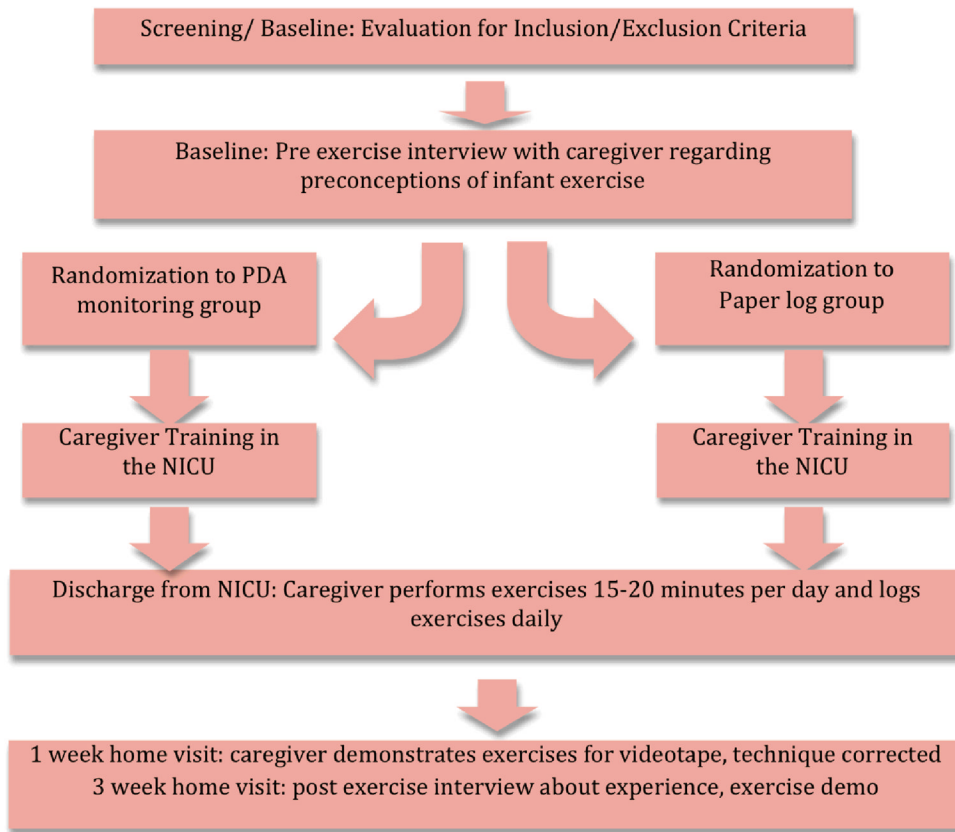 Screening/ Baseline: Evaluation for Inclusion/Exclusion Criteria
Baseline: Pre exercise interview with caregiver regarding
preconceptions of infant exercise
Randomization to PDA
monitoring group
Randomization to
Paper log group
Caregiver Training in
the NICU
Caregiver Training in
the NICU
Discharge from NICU: Caregiver performs exercises 15-20 minutes per day and logs
exercises daily
1 week home visit: caregiver demonstrates exercises for videotape, technique corrected
3 week home visit: post exercise interview about experience, exercise demo